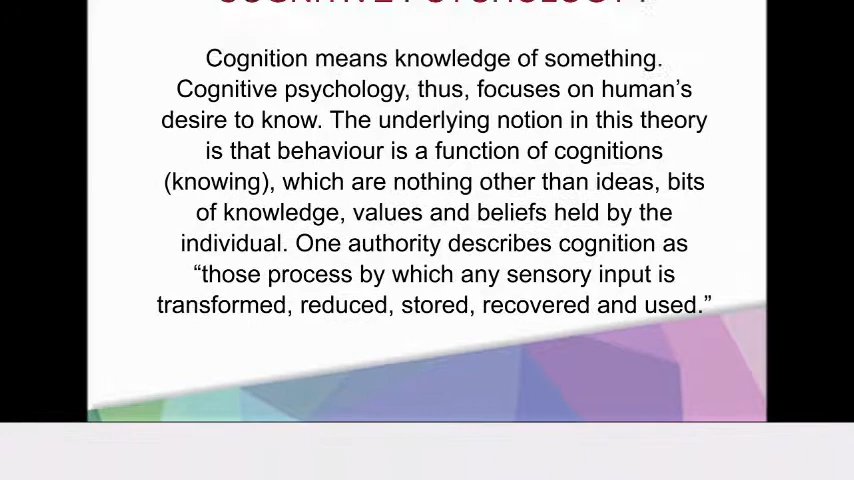 COGNITIVE PSYCHOLOGY?
Cognition means knowledge of something.
Cognitive psychology, thus, focuses on human’s
desire to know. The underlying notion in this theory
is that behaviour is a function of cognitions
(knowing), which are nothing other than ideas, bits
of knowledge, values and beliefs held by the
individual. One authority describes cognition as
“those process by which any sensory input is
transformed, reduced, stored, recovered and used.”